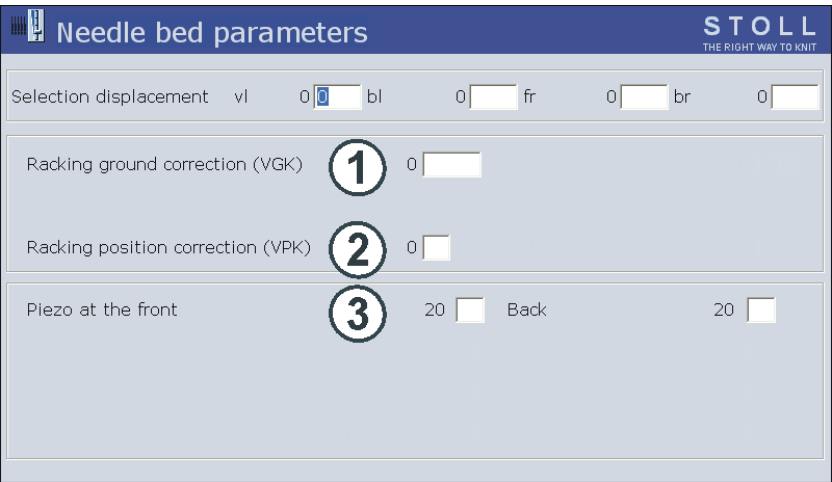 Needle bed parameters
STOLL
THE RIGHT WAY TO KNIT
Selection displacement vl 0 0 bl 0 fr 0 br 0
Racking ground correction (VGK) 1 0
Racking position correction (VPK) 2 0
Piezo at the front 3 20 Back 20